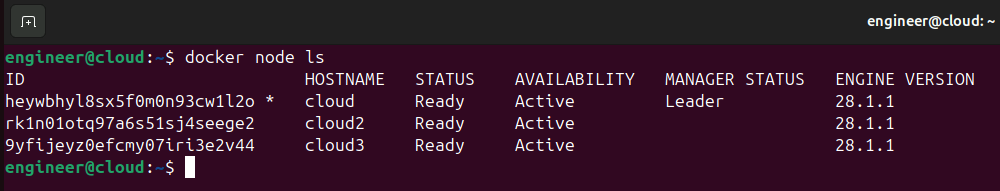 engineer@cloud: ~
engineer@cloud:~$ docker node ls
ID HOSTNAME STATUS AVAILABILITY MANAGER STATUS ENGINE VERSION
heywbhyl8sx5f0m0n93cw1l2o * cloud Ready Active Leader 28.1.1
rk1n01otq97a6s51sj4seege2 cloud2 Ready Active 28.1.1
9yfijeyz0efcmy07iri3e2v44 cloud3 Ready Active 28.1.1
engineer@cloud:~$